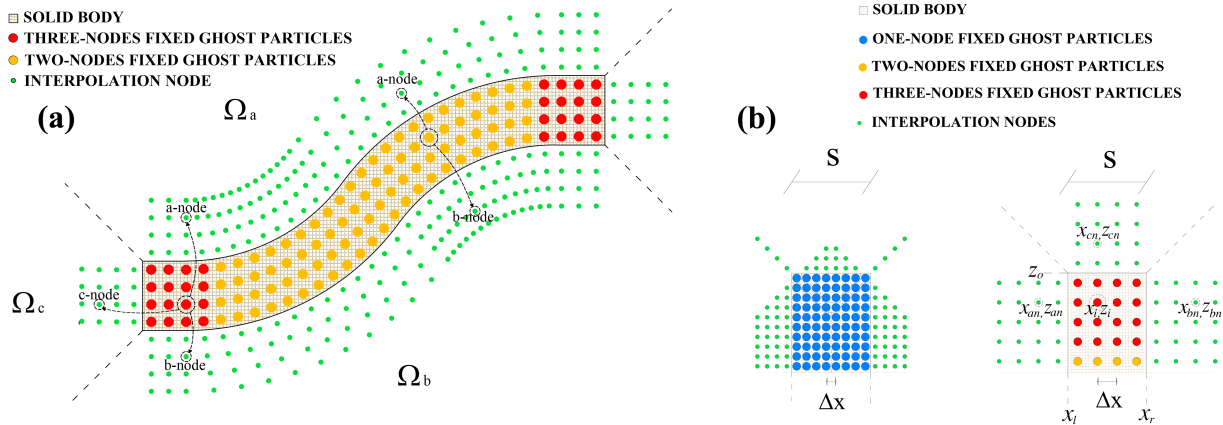 SOLID BODY
THREE-NODES FIXED GHOST PARTICLES
TWO-NODES FIXED GHOST PARTICLES
INTERPOLATION NODE
(a)
Ωa
a-node
b-node
a-node
c-node
b-node
Ωc
Ωb
SOLID BODY
ONE-NODE FIXED GHOST PARTICLES
TWO-NODES FIXED GHOST PARTICLES
THREE-NODES FIXED GHOST PARTICLES
INTERPOLATION NODES
(b)
S
Δx
S
xcn,zcn
zo
xan,zan
xi,zi
xbn,zbn
xl
Δx
xr